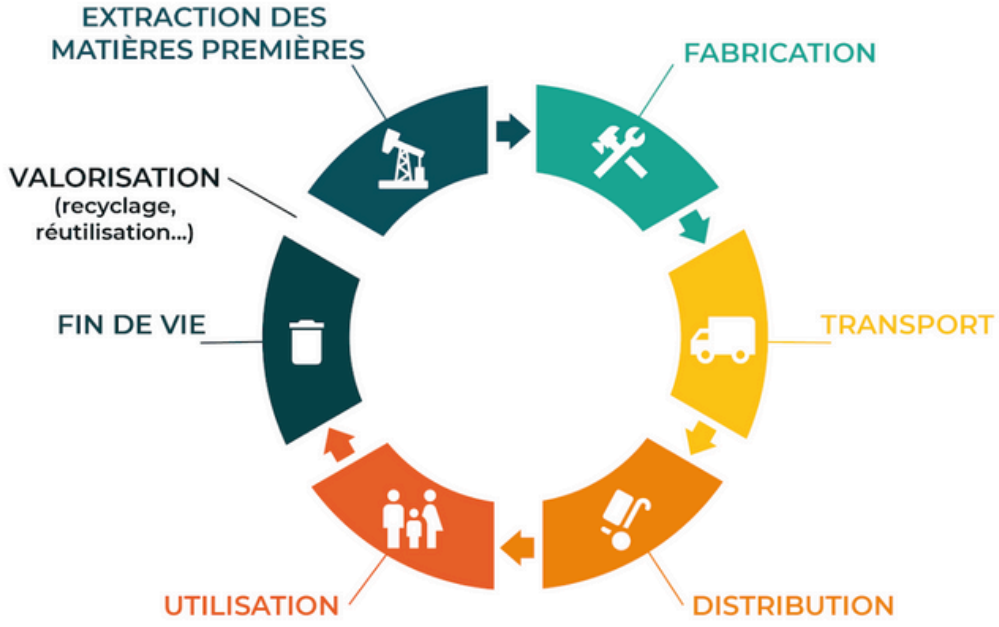 EXTRACTION DES
MATIÈRES PREMIÈRES
FABRICATION
VALORISATION
(recyclage,
réutilisation...)
FIN DE VIE
TRANSPORT
UTILISATION
DISTRIBUTION